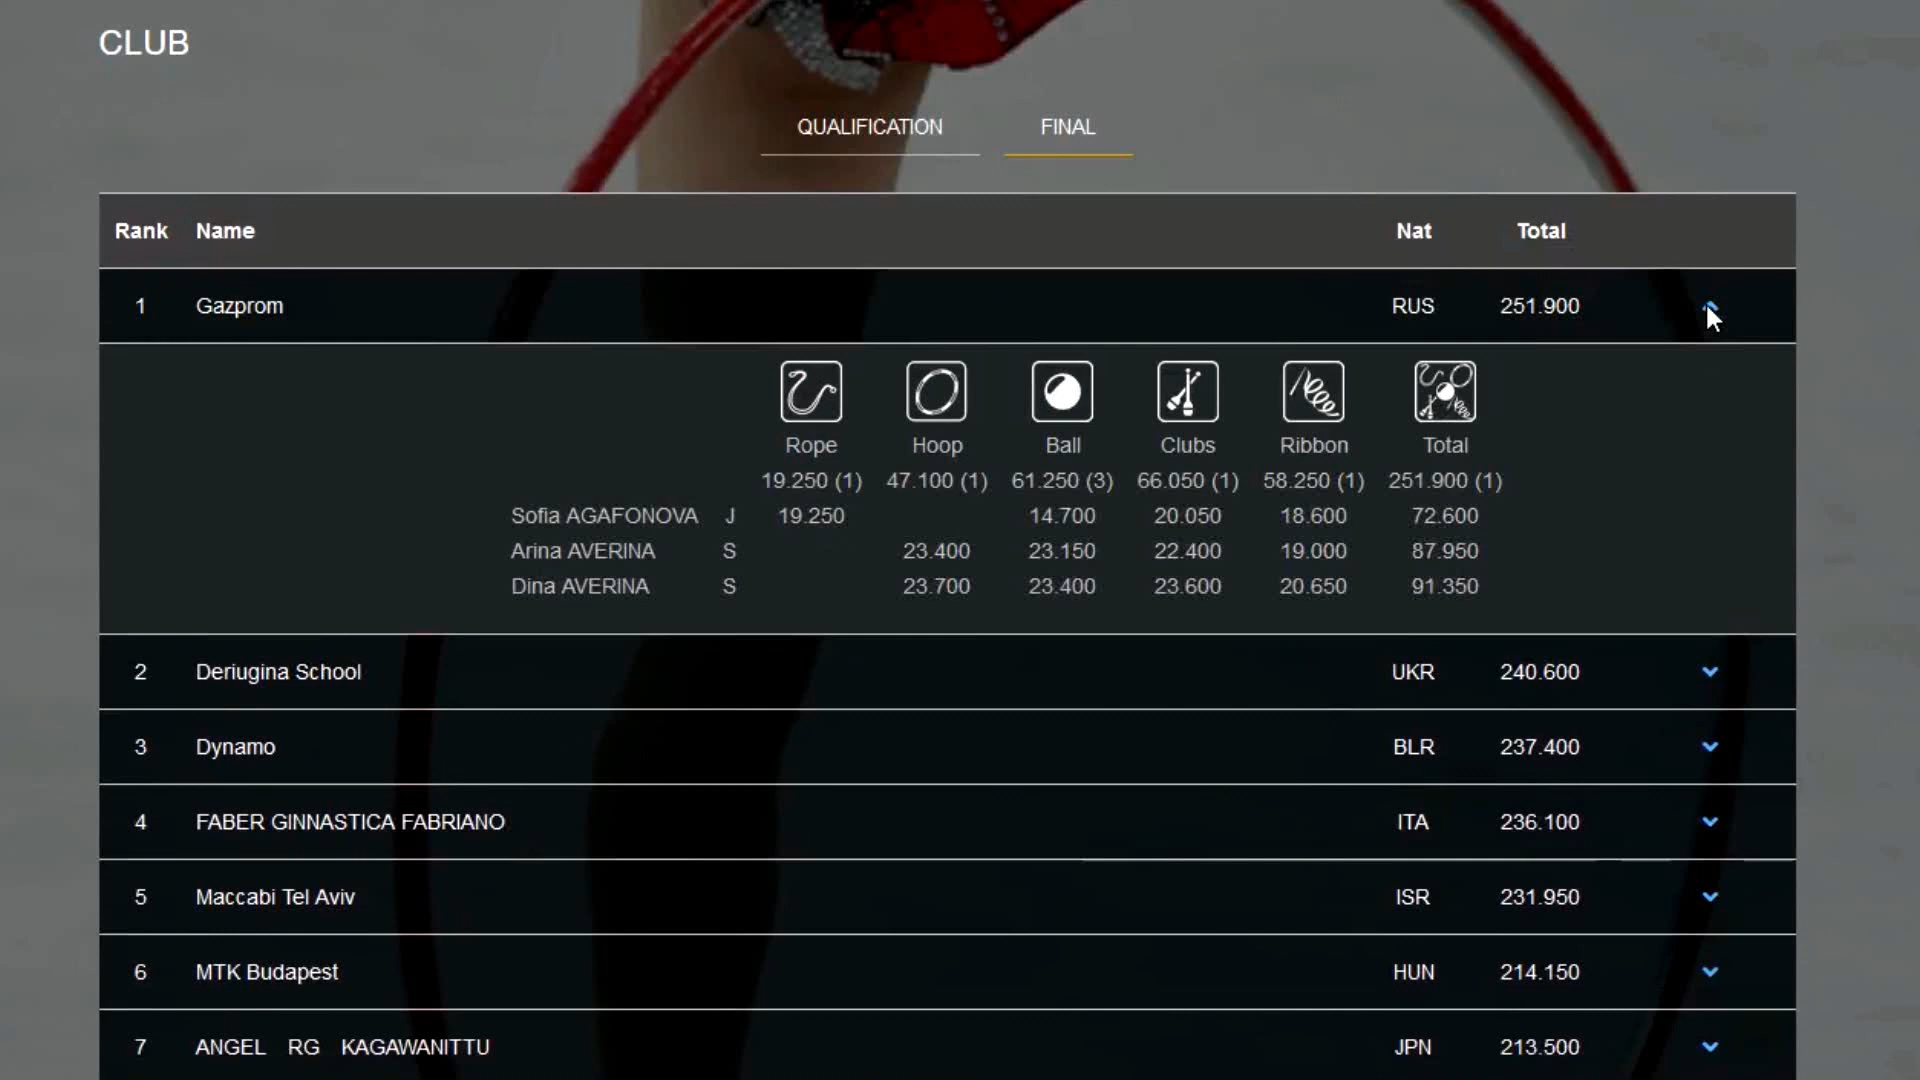 CLUB
QUALIFICATION FINAL
Rank Name Nat Total
1 Gazprom RUS 251.900
Rope Hoop Ball Clubs Ribbon Total
19.250 (1) 47.100 (1) 61.250 (3) 66.050 (1) 58.250 (1) 251.900 (1)
Sofia AGAFONOVA J 19.250 14.700 20.050 18.600 72.600
Arina AVERINA S 23.400 23.150 22.400 19.000 87.950
Dina AVERINA S 23.700 23.400 23.600 20.650 91.350
2 Deriugina School UKR 240.600
3 Dynamo BLR 237.400
4 FABER GINNASTICA FABRIANO ITA 236.100
5 Maccabi Tel Aviv ISR 231.950
6 MTK Budapest HUN 214.150
7 ANGEL RG KAGAWANITTU JPN 213.500